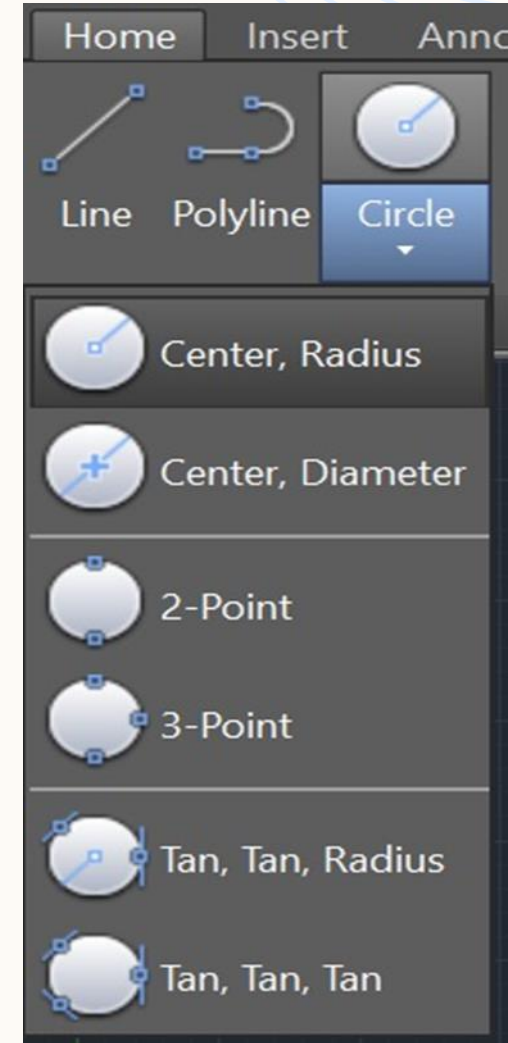 Home Insert
Line Polyline Circle
Center, Radius
Center, Diameter
2-Point
3-Point
Tan, Tan, Radius
Tan, Tan, Tan